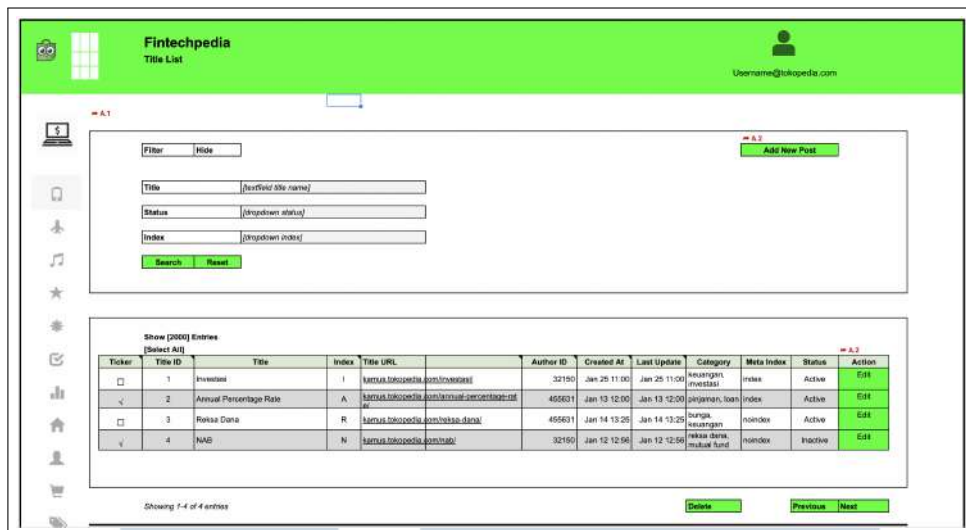 Fintechpedia
Title List
Username@tokopedia.com
A.1
A.2
Filter Hide
Add New Post
Title [textfield title name]
Status [dropdown status]
Index [dropdown index]
Search Reset
Show [2000] Entries
[Select All]
A.2
Ticker Title ID Title Index Title URL Author ID Created At Last Update Category Meta Index Status Action
1 Investasi I kamus.tokopedia.com/investasi/ 32150 Jan 25 11:00 Jan 25 11:00 keuangan, investasi index Active Edit
√ 2 Annual Percentage Rate A kamus.tokopedia.com/annual-percentage-rate/ 455631 Jan 13 12:00 Jan 13 12:00 pinjaman, loan index Active Edit
3 Reksa Dana R kamus.tokopedia.com/reksa-dana/ 455631 Jan 14 13:25 Jan 14 13:25 bunga, keuangan noindex Active Edit
√ 4 NAB N kamus.tokopedia.com/nab/ 32150 Jan 12 12:56 Jan 12 12:56 reksa dana, mutual fund noindex Inactive Edit
Showing 1-4 of 4 entries
Delete
Previous Next